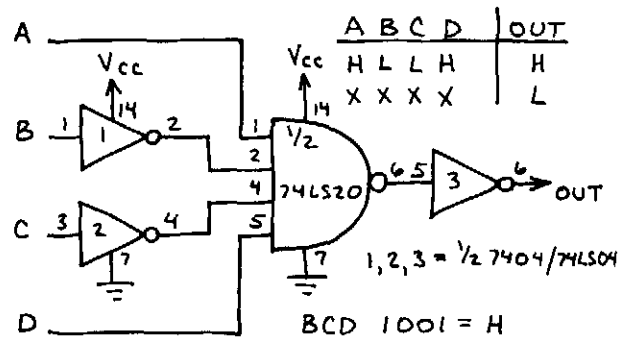 A
B
C
D
Vcc
14
1
1
2
3
2
4
7
Vcc
14
1/2
1
2
4
5
74LS20
6
7
5
3
6
OUT
A B C D OUT
H L L H H
X X X X L
1,2,3 = 1/2 7404/74LS04
BCD 1001 = H